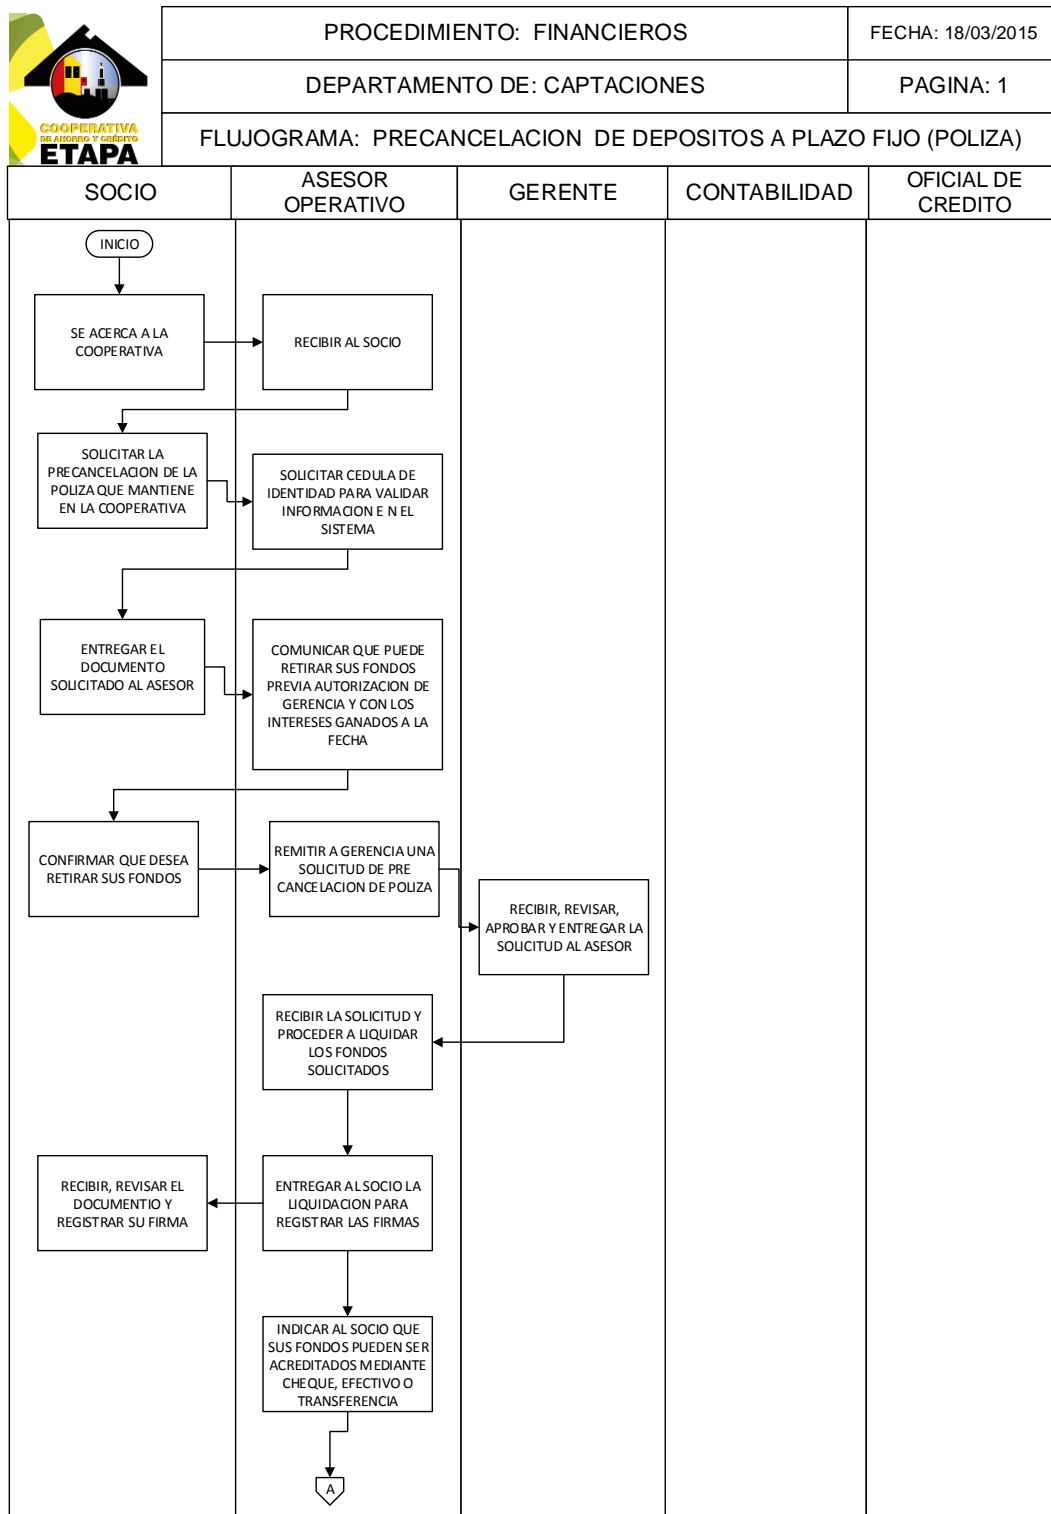 PROCEDIMIENTO: FINANCIEROS
FECHA: 18/03/2015
DEPARTAMENTO DE: CAPTACIONES
PAGINA: 1
COOPERATIVA
DE AHORRO Y CRÉDITO
ETAPA
FLUJOGRAMA: PRECANCELACION DE DEPOSITOS A PLAZO FIJO (POLIZA)
SOCIO
ASESOR
OPERATIVO
GERENTE
CONTABILIDAD
OFICIAL DE
CREDITO
INICIO
SE ACERCA A LA
COOPERATIVA
RECIBIR AL SOCIO
SOLICITAR LA
PRECANCELACION DE LA
POLIZA QUE MANTIENE
EN LA COOPERATIVA
SOLICITAR CEDULA DE
IDENTIDAD PARA VALIDAR
INFORMACION E N EL
SISTEMA
ENTREGAR EL
DOCUMENTO
SOLICITADO AL ASESOR
COMUNICAR QUE PUEDE
RETIRAR SUS FONDOS
PREVIA AUTORIZACION DE
GERENCIA Y CON LOS
INTERESES GANADOS A LA
FECHA
CONFIRMAR QUE DESEA
RETIRAR SUS FONDOS
REMITIR A GERENCIA UNA
SOLICITUD DE PRE
CANCELACION DE POLIZA
RECIBIR, REVISAR,
APROBAR Y ENTREGAR LA
SOLICITUD AL ASESOR
RECIBIR LA SOLICITUD Y
PROCEDER A LIQUIDAR
LOS FONDOS
SOLICITADOS
RECIBIR, REVISAR EL
DOCUMENTIO Y
REGISTRAR SU FIRMA
ENTREGAR AL SOCIO LA
LIQUIDACION PARA
REGISTRAR LAS FIRMAS
INDICAR AL SOCIO QUE
SUS FONDOS PUEDEN SER
ACREDITADOS MEDIANTE
CHEQUE, EFECTIVO O
TRANSFERENCIA
A